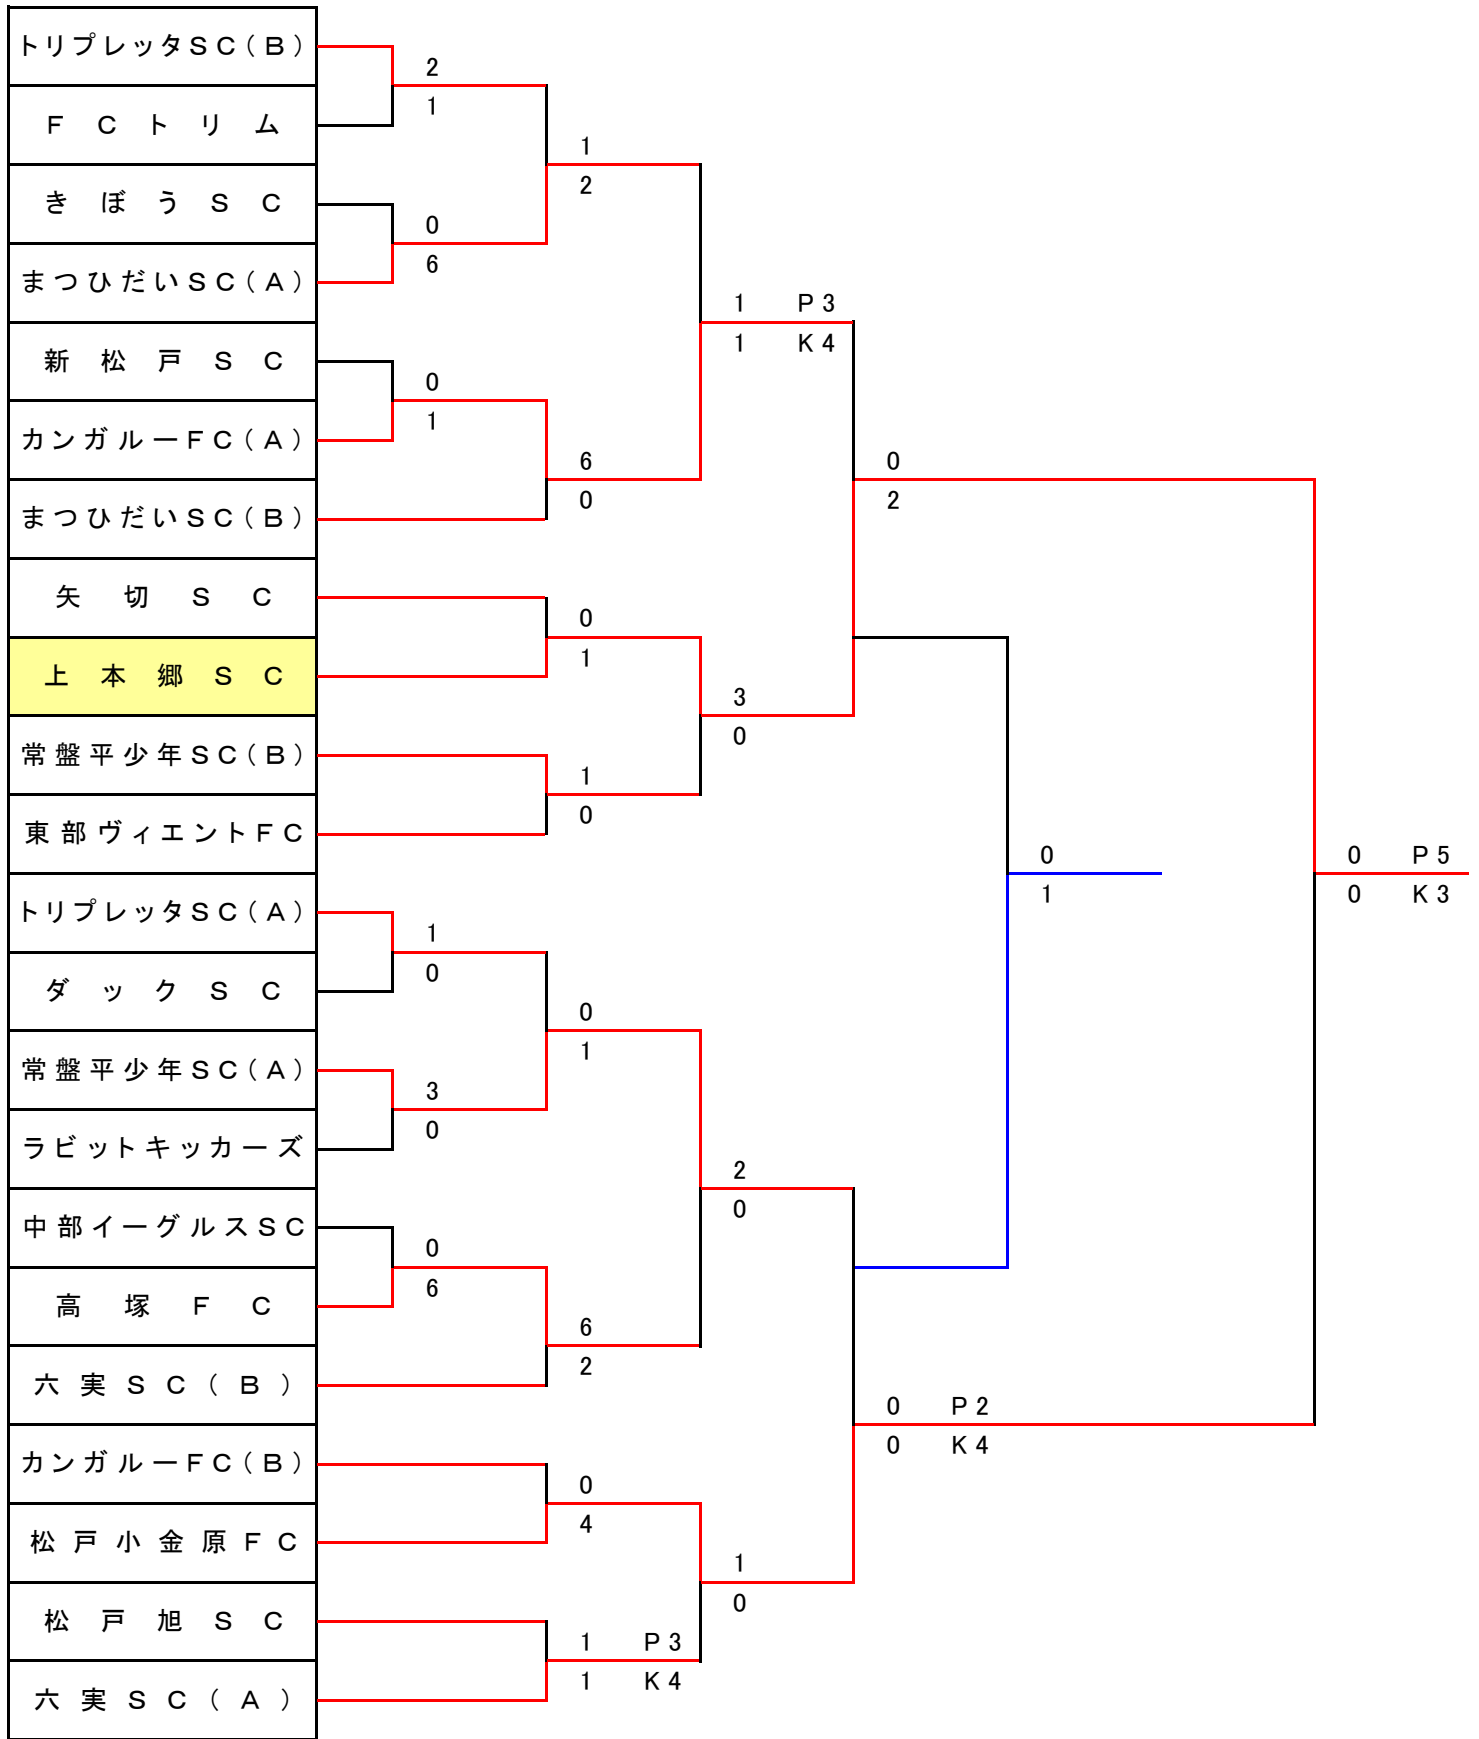 トリプレッタSC(B)
2
FCトリム
1
1
きぼうSC
2
0
まつひだいSC(A)
6
1 P3
新松戸SC
1 K4
0
カンガルーFC(A)
1
6 0
まつひだいSC(B)
0 2
矢切SC
0
上本郷SC
1
3
常盤平少年SC(B)
0
1
東部ヴィエントFC
0
0 0 P5
トリプレッタSC(A)
1 0 K3
1
ダックSC
0
0
常盤平少年SC(A)
1
3
ラビットキッカーズ
0
2
中部イーグルスSC
0
0
高塚FC
6
6
六実SC(B)
2
0 P2
カンガルーFC(B)
0 K4
0
松戸小金原FC
4
1
松戸旭SC
0
1 P3
六実SC(A)
1 K4